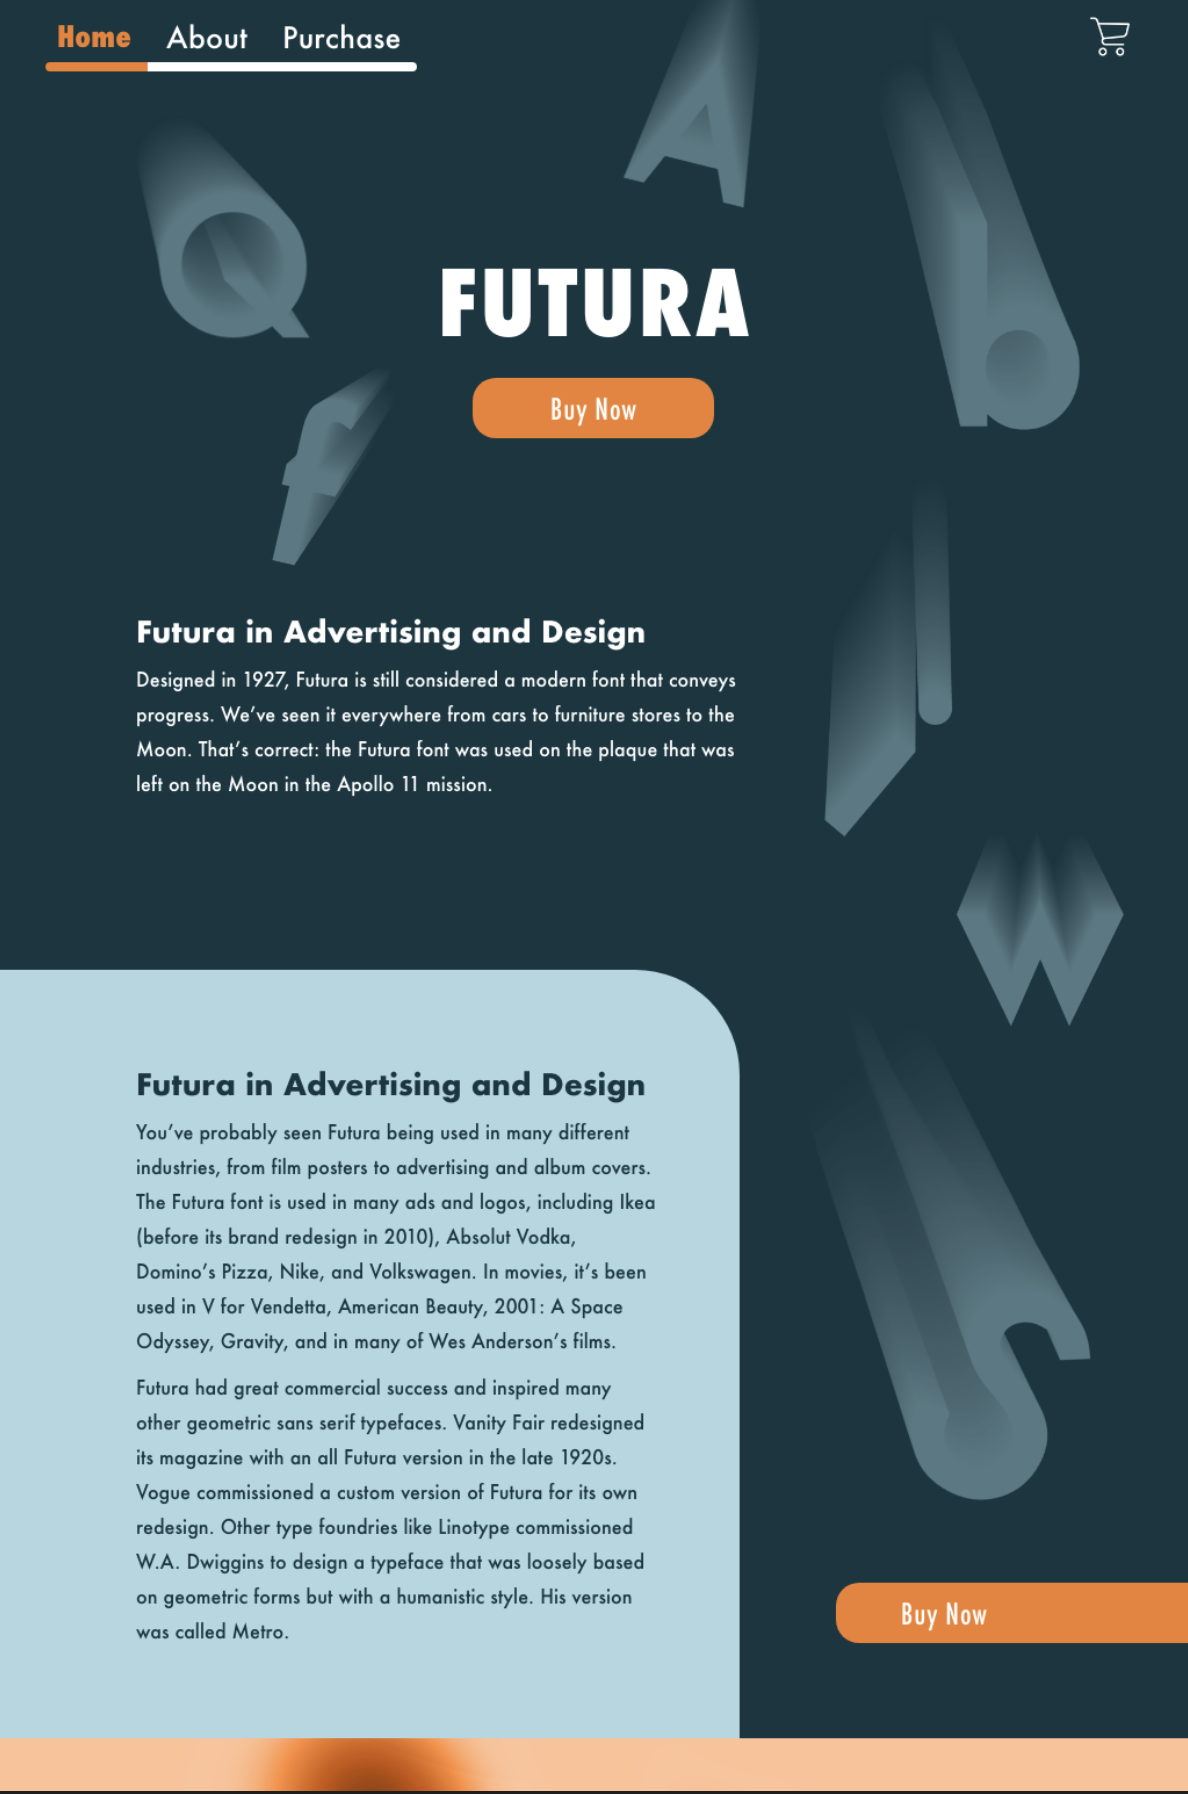 Home About Purchase
A
Q
l b
FUTURA
Buy Now
f
Futura in Advertising and Design
Designed in 1927, Futura is still considered a modern font that conveys
progress. We’ve seen it everywhere from cars to furniture stores to the
Moon. That’s correct: the Futura font was used on the plaque that was
left on the Moon in the Apollo 11 mission.
W
Futura in Advertising and Design
You’ve probably seen Futura being used in many different
industries, from film posters to advertising and album covers.
The Futura font is used in many ads and logos, including Ikea
(before its brand redesign in 2010), Absolut Vodka,
Domino’s Pizza, Nike, and Volkswagen. In movies, it’s been
used in V for Vendetta, American Beauty, 2001: A Space
Odyssey, Gravity, and in many of Wes Anderson’s films.
S
Futura had great commercial success and inspired many
other geometric sans serif typefaces. Vanity Fair redesigned
its magazine with an all Futura version in the late 1920s.
Vogue commissioned a custom version of Futura for its own
redesign. Other type foundries like Linotype commissioned
W.A. Dwiggins to design a typeface that was loosely based
on geometric forms but with a humanistic style. His version
was called Metro.
Buy Now